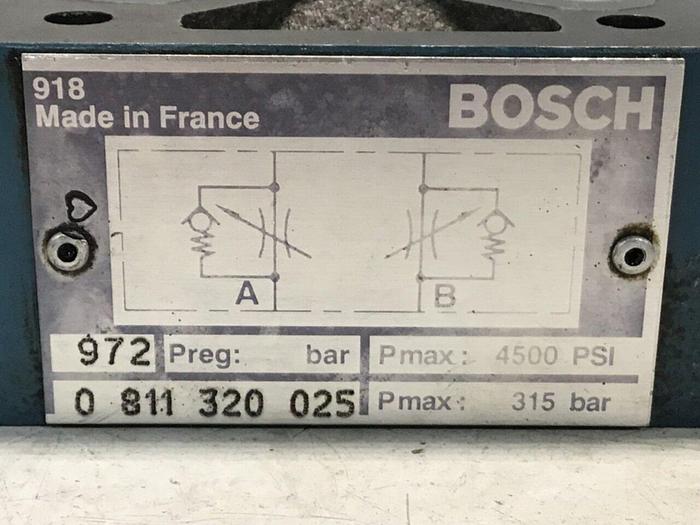 918
Made in France
BOSCH
A B
972 Preg: bar Pmax: 4500 PSI
0 811 320 025 Pmax: 315 bar